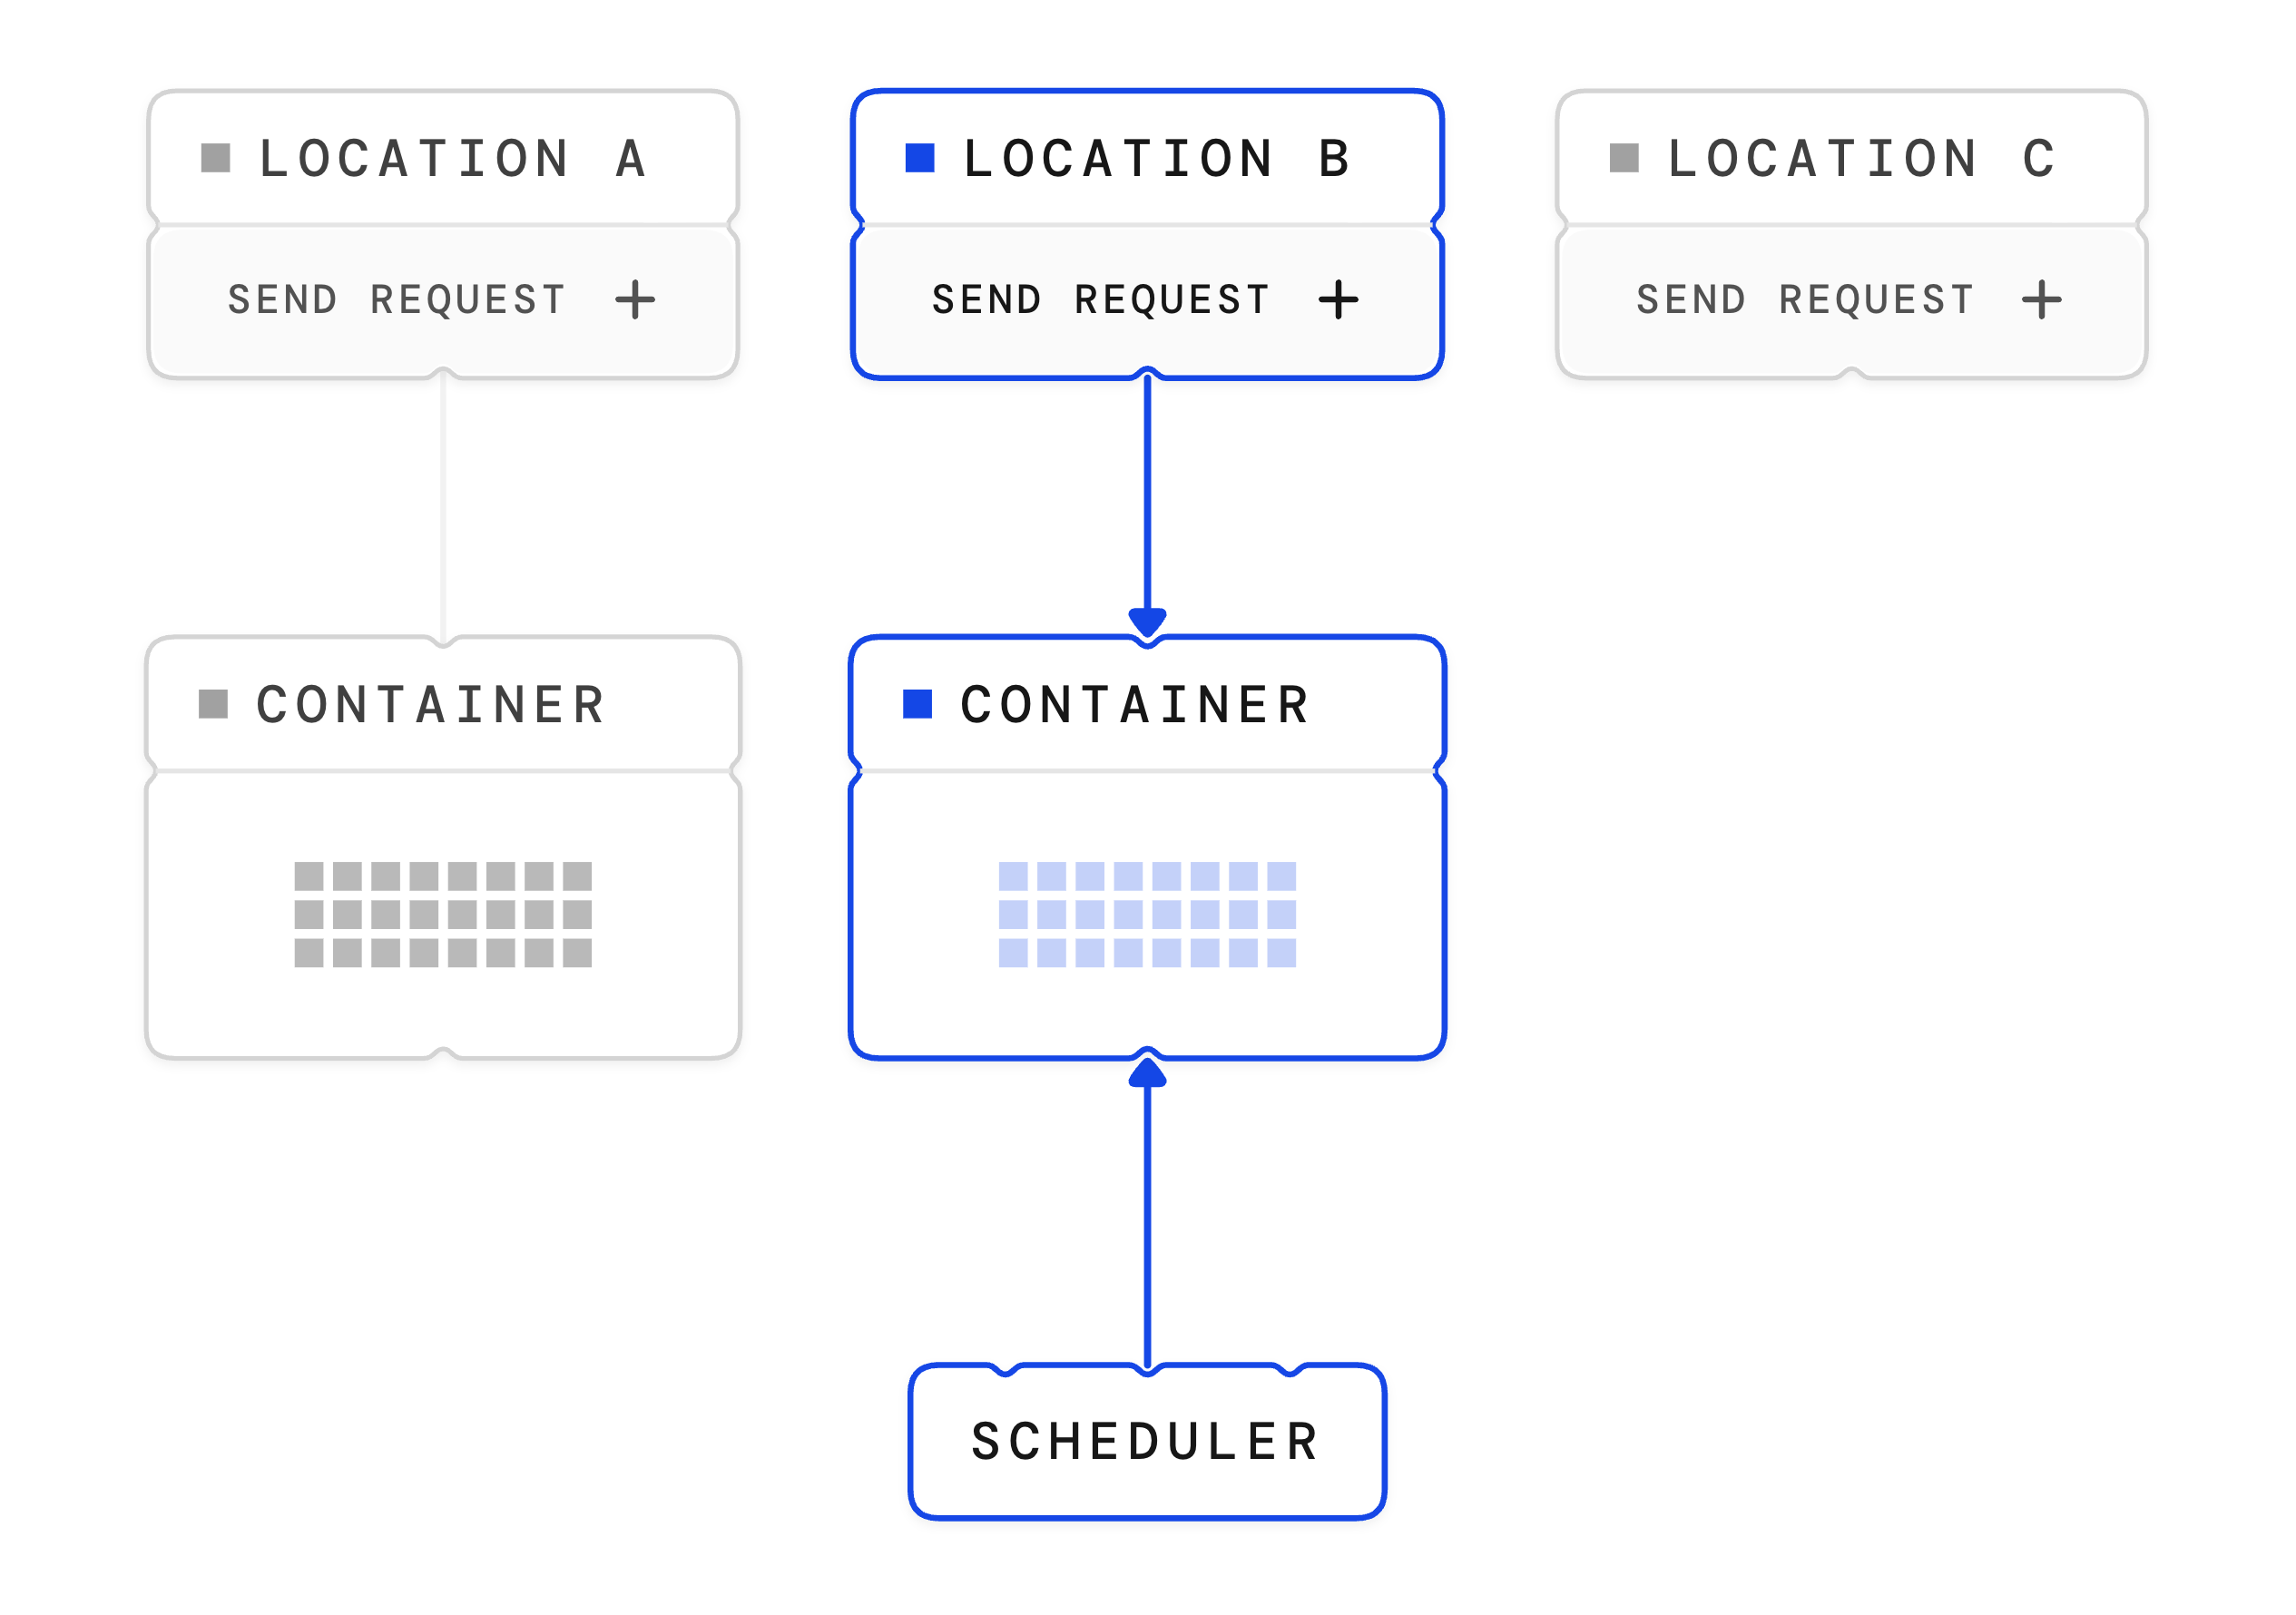 LOCATION A
SEND REQUEST +
LOCATION B
SEND REQUEST +
LOCATION C
SEND REQUEST +
CONTAINER
CONTAINER
SCHEDULER